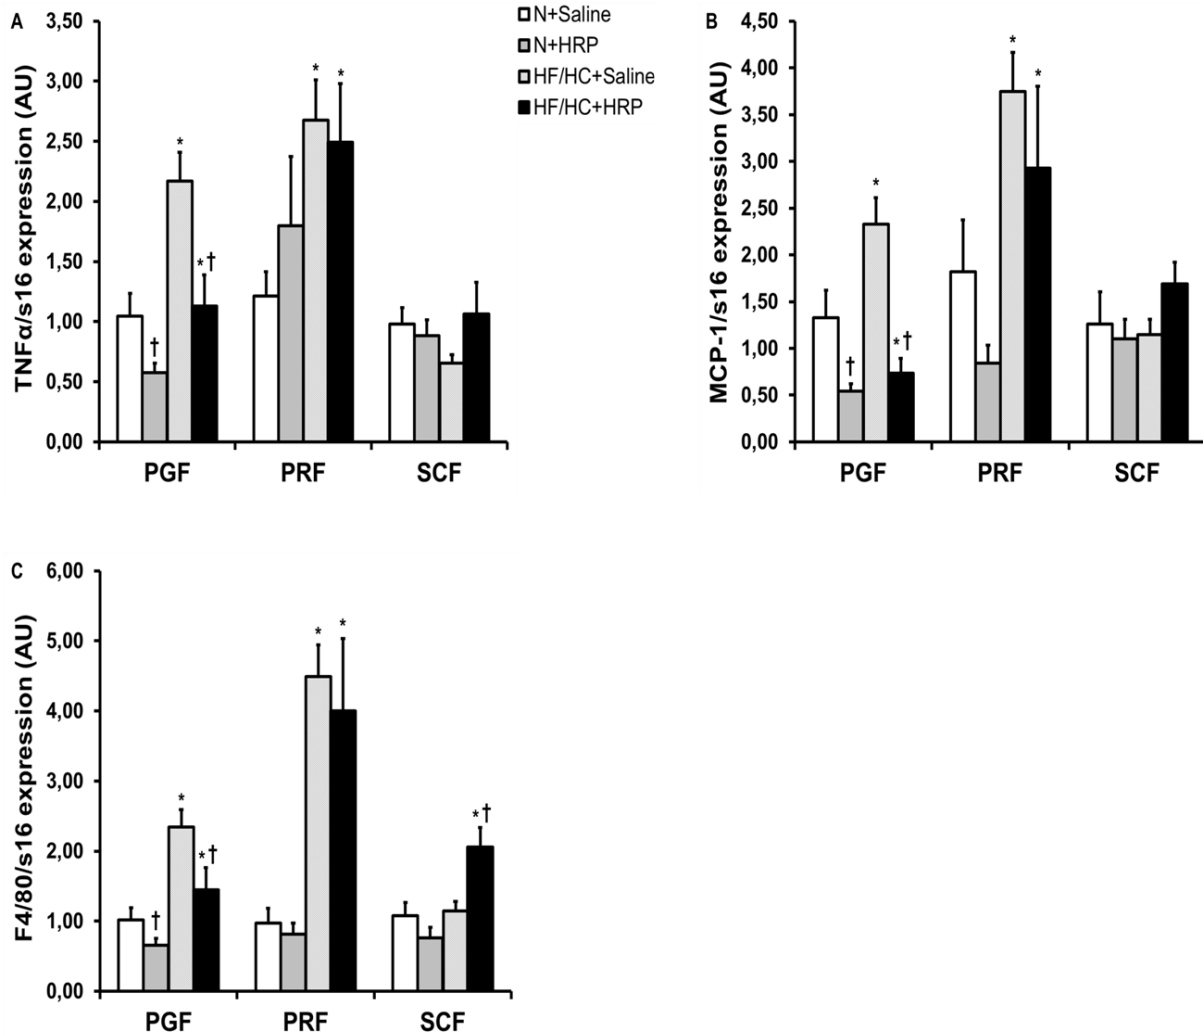 A
TNFα/s16 expression (AU)
3,50
3,00
2,50
2,00
1,50
1,00
0,50
0,00
*
†
*†
*
*
PGF
PRF
SCF
N+Saline
N+HRP
HF/HC+Saline
HF/HC+HRP
B
MCP-1/s16 expression (AU)
4,50
4,00
3,50
3,00
2,50
2,00
1,50
1,00
0,50
0,00
†
*
*†
*
*
PGF
PRF
SCF
C
F4/80/s16 expression (AU)
6,00
5,00
4,00
3,00
2,00
1,00
0,00
†
*
*†
*
*
*†
PGF
PRF
SCF